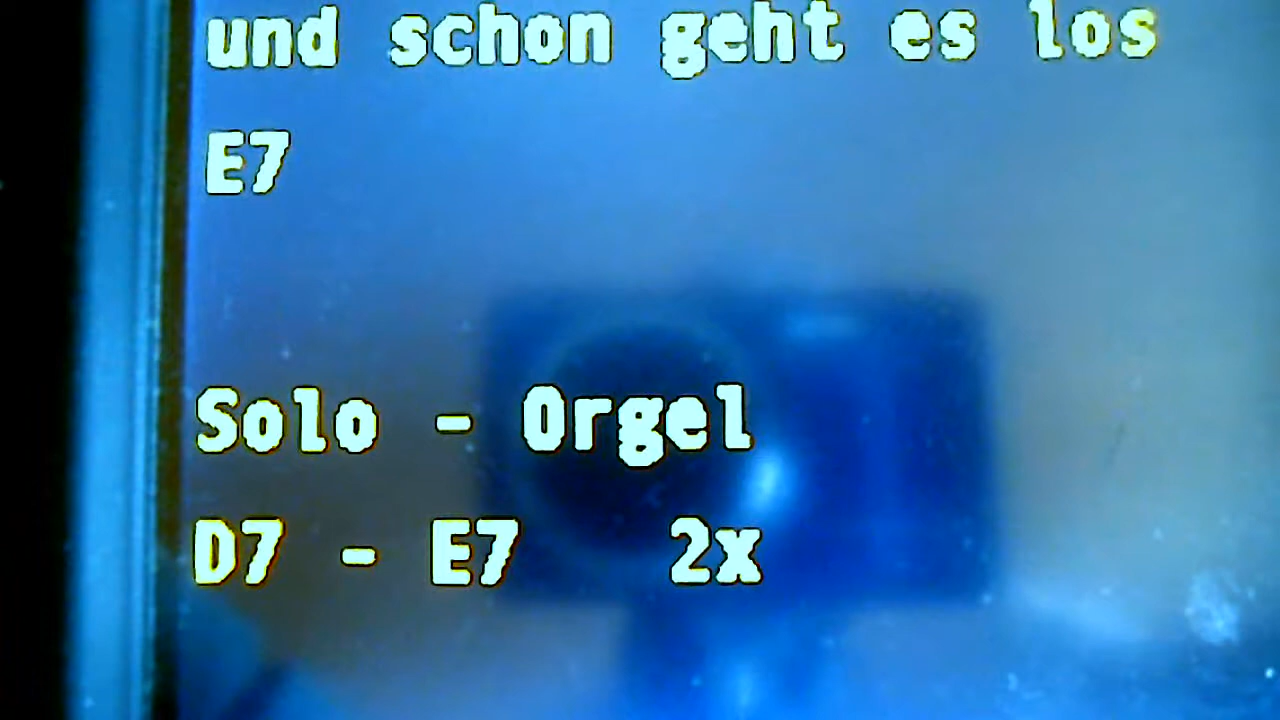 und schon geht es los
E7
Solo - Orgel
D7 - E7 2x